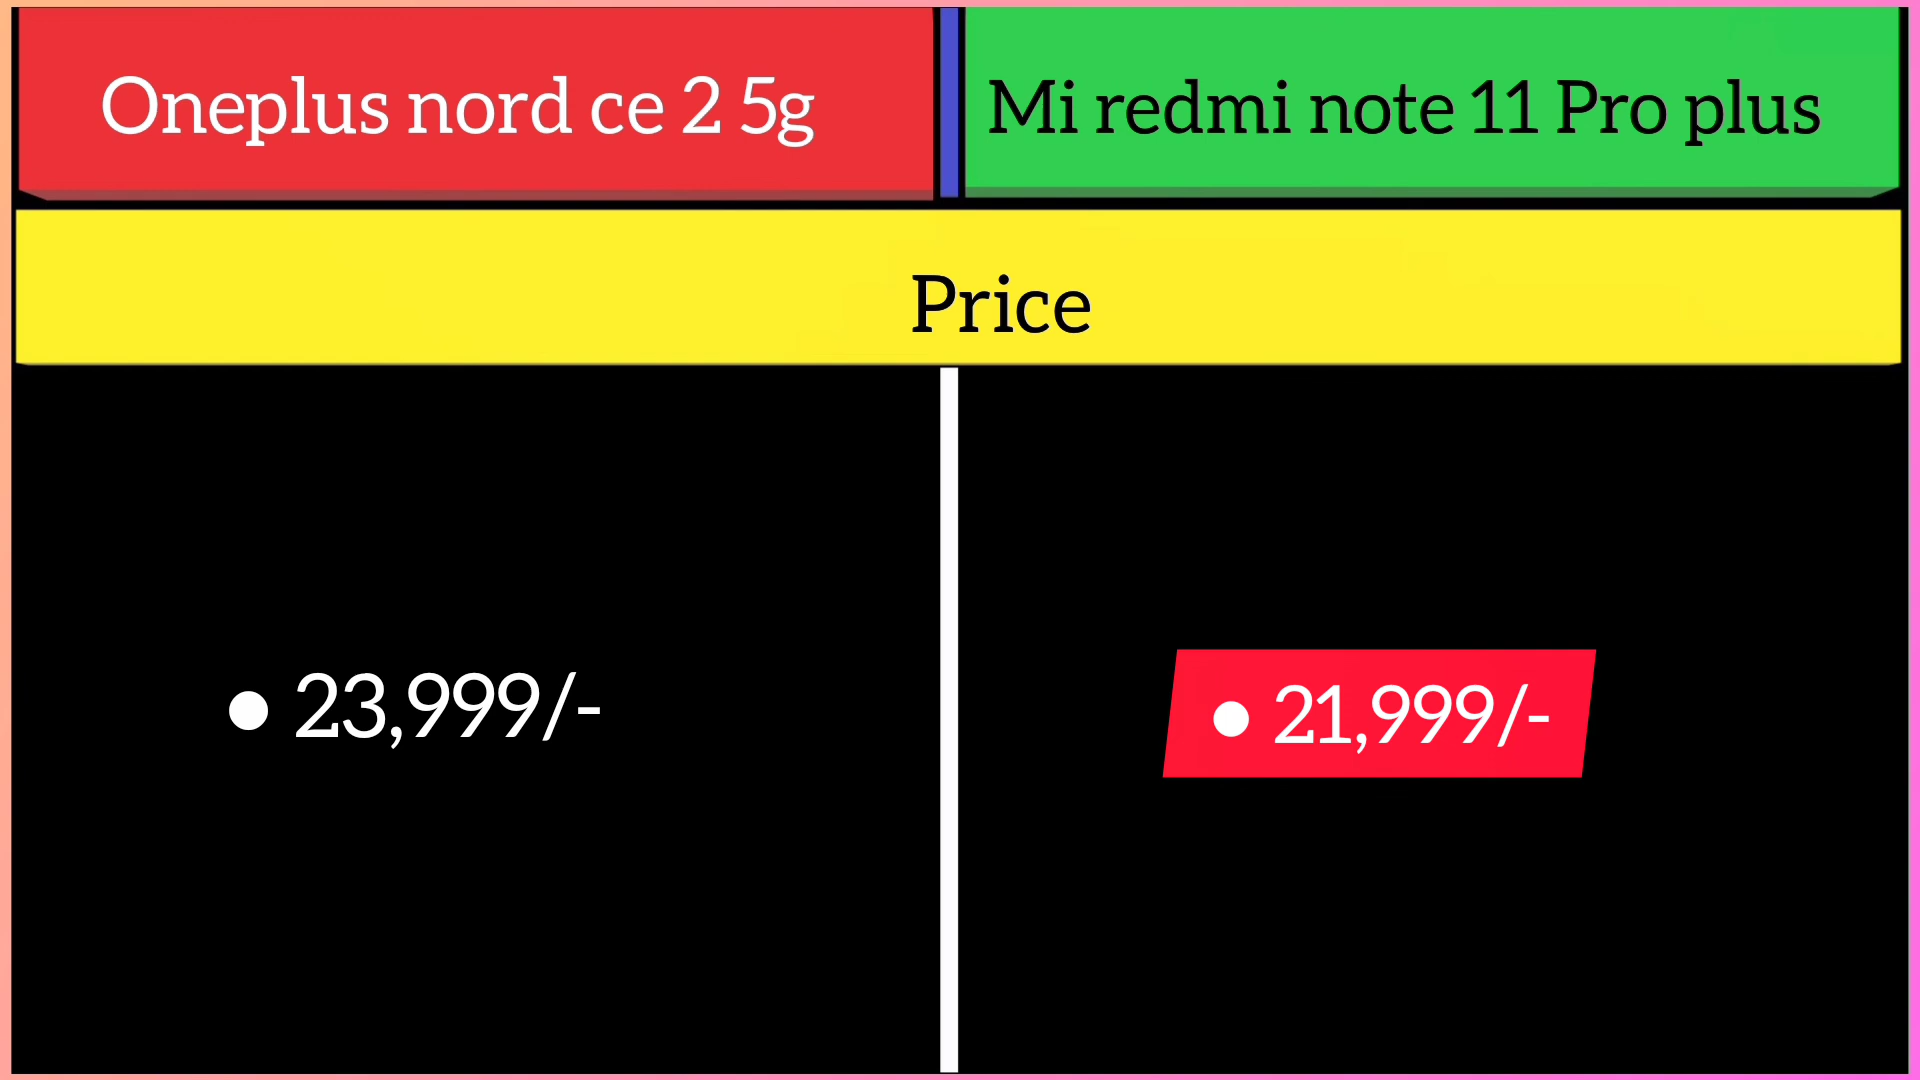 Oneplus nord ce 2 5g
Mi redmi note 11 Pro plus
Price
● 23,999/-
● 21,999/-